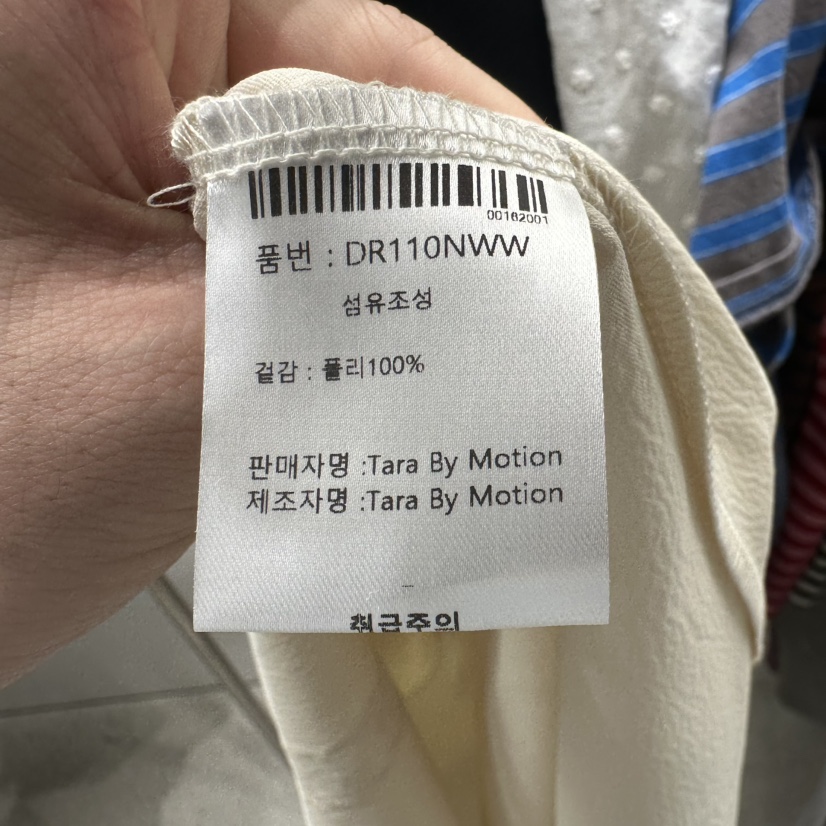 00162001
품번 : DR110NWW
섬유조성
겉감 : 폴리100%
판매자명 :Tara By Motion
제조자명 :Tara By Motion
취급주의